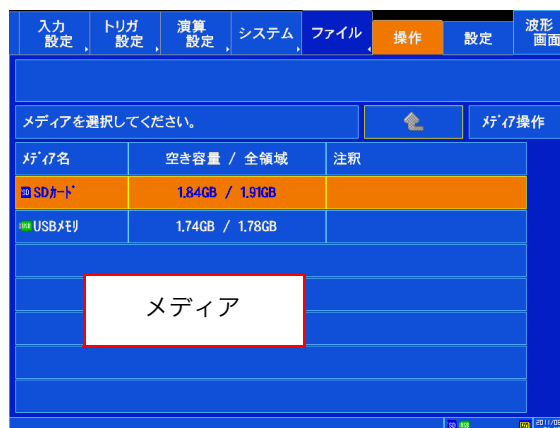 入力
設定
トリガ
設定
演算
設定
システム
ファイル
操作
設定
波形
画面
メディアを選択してください。
ﾒﾃﾞｨｱ操作
ﾒﾃﾞｨｱ名 空き容量 / 全領域 注釈
SD SDｶｰﾄﾞ 1.84GB / 1.91GB
USB USBﾒﾓﾘ 1.74GB / 1.78GB
メディア
SD USB